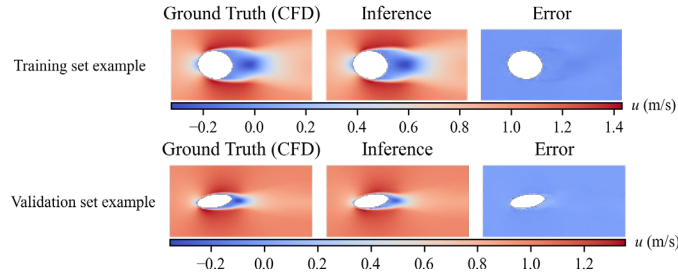 Ground Truth (CFD) Inference Error
Training set example
u (m/s)
−0.2 0.0 0.2 0.4 0.6 0.8 1.0 1.2 1.4
Ground Truth (CFD) Inference Error
Validation set example
u (m/s)
−0.2 0.0 0.2 0.4 0.6 0.8 1.0 1.2